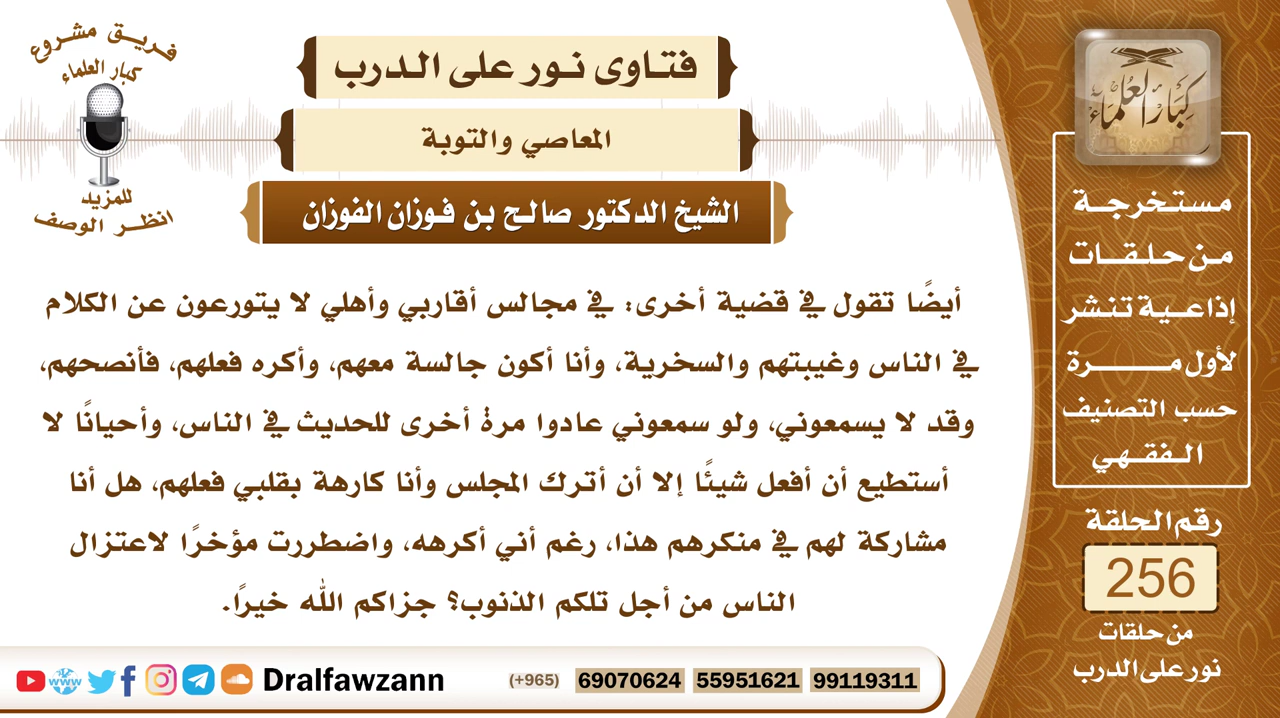 فريق مشروع
كبار العلماء
للمزيد
انظر الوصف
فتاوى نور على الدرب
المعاصي والتوبة
الشيخ الدكتور صالح بن فوزان الفوزان
أيضًا تقول في قضية أخرى: في مجالس أقاربي وأهلي لا يتورعون عن الكلام
في الناس وغيبتهم والسخرية، وأنا أكون جالسة معهم، وأكره فعلهم، فأنصحهم،
وقد لا يسمعوني، ولو سمعوني عادوا مرةً أخرى للحديث في الناس، وأحيانًا لا
أستطيع أن أفعل شيئًا إلا أن أترك المجلس وأنا كارهة بقلبي فعلهم، هل أنا
مشاركة لهم في منكرهم هذا، رغم أني أكرهه، واضطررت مؤخرًا لاعتزال
الناس من أجل تلكم الذنوب؟ جزاكم الله خيرًا.
كبار العلماء
مستخرجة
من حلقات
إذاعية تنشر
لأول مرة
حسب التصنيف
الفقهي
رقم الحلقة
256
من حلقات
نور على الدرب
www Dralfawzann (+965) 69070624 55951621 99119311